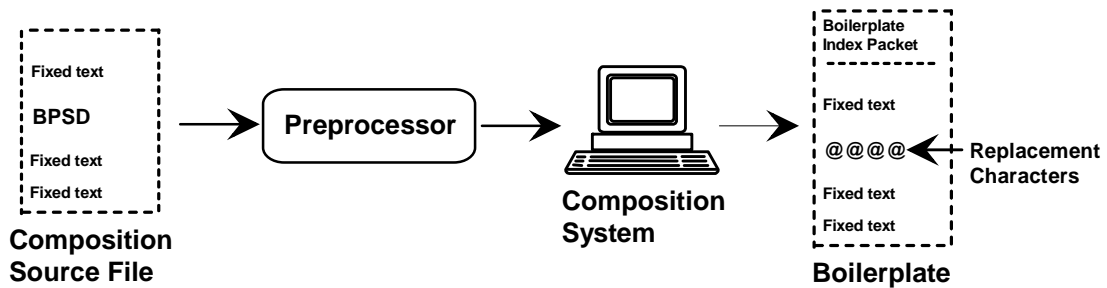 Fixed text
BPSD
Fixed text
Fixed text
Composition
Source File
Preprocessor
Composition
System
Boilerplate
Index Packet
Fixed text
@@@@
Fixed text
Fixed text
Boilerplate
Replacement
Characters